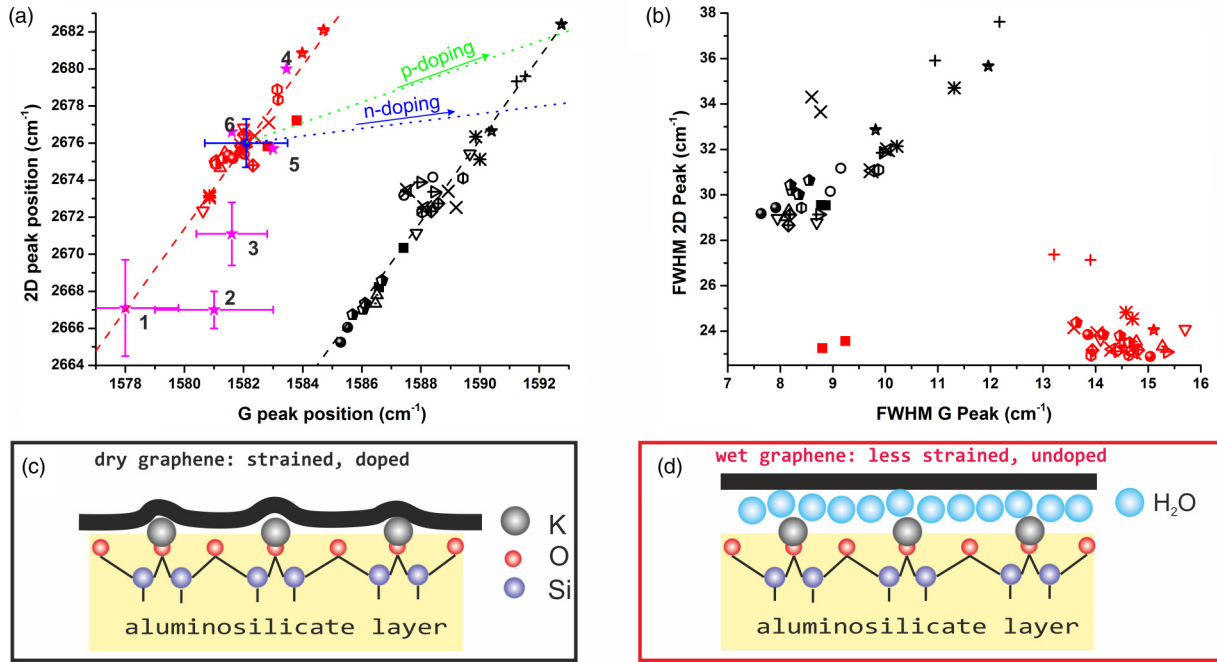 (a)
2682
2680
2678
2676
2674
2672
2670
2668
2666
2664
2D peak position (cm⁻¹)
1578
1580
1582
1584
1586
1588
1590
1592
G peak position (cm⁻¹)
4
p-doping
n-doping
6
5
3
2
1
(b)
38
36
34
32
30
28
26
24
22
FWHM 2D Peak (cm⁻¹)
7
8
9
10
11
12
13
14
15
16
FWHM G Peak (cm⁻¹)
(c)
dry graphene: strained, doped
K
O
Si
aluminosilicate layer
(d)
wet graphene: less strained, undoped
H₂O
aluminosilicate layer